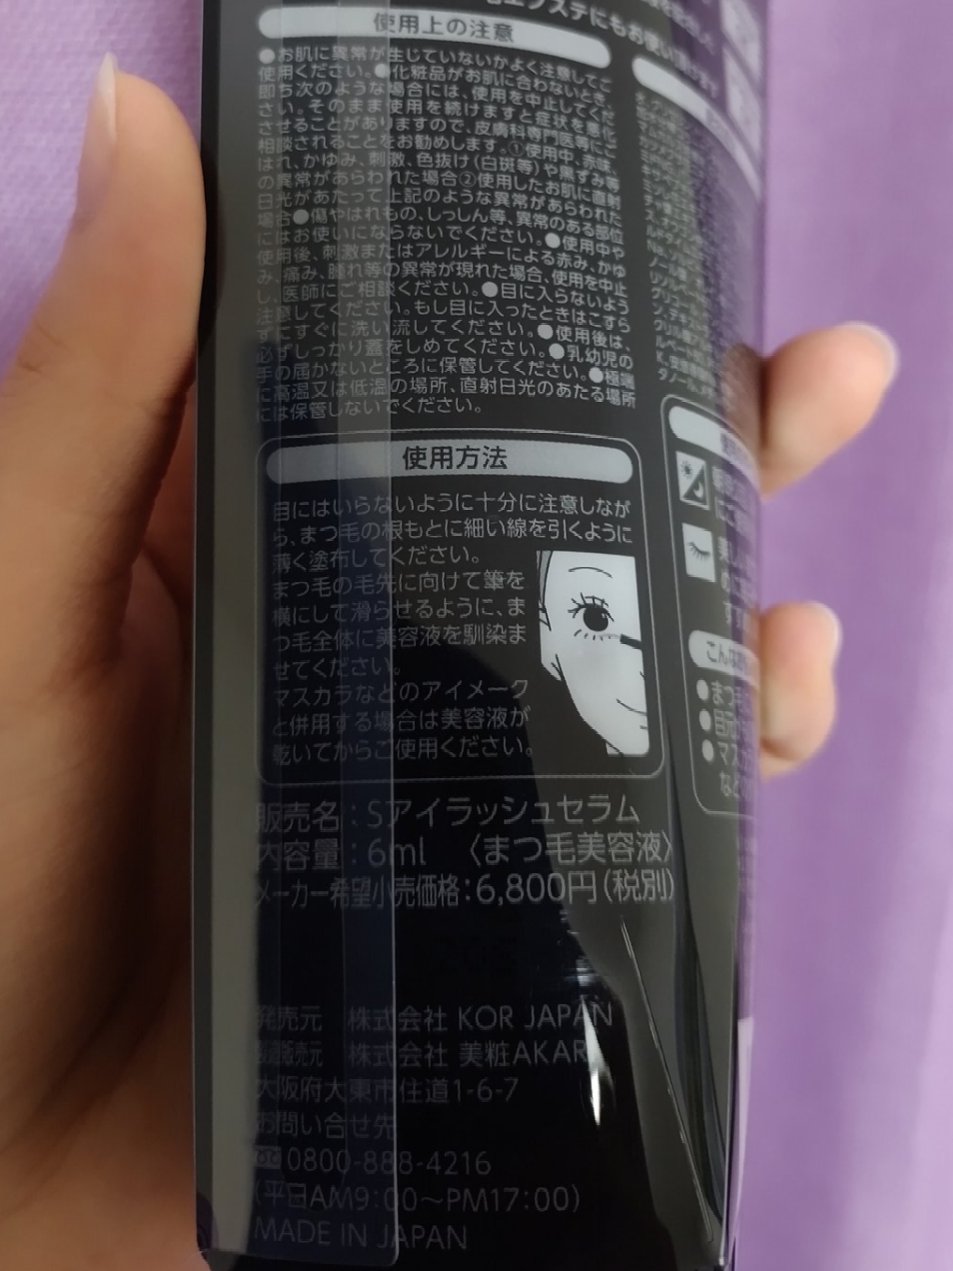 にもお使い
使用上の注意
●お肌に異常が生じていないかよく注意してご
使用ください。●化粧品がお肌に合わないとき、
即ち次のような場合には、使用を中止してくだ
さい。そのまま使用を続けますと症状を悪化
させることがありますので、皮膚科専門医等にご
相談されることをお勧めします。①使用中、赤味、
はれ、かゆみ、刺激、色抜け(白斑等)や黒ずみ等
の異常があらわれた場合②使用したお肌に直射
日光があたって上記のような異常があらわれた
場合●傷やはれもの、しっしん等、異常のある部位
にはお使いにならないでください。●使用中や
使用後、刺激またはアレルギーによる赤み、かゆ
み、痛み、腫れ等の異常が現れた場合、使用を中止
し、医師にご相談ください。●目に入らないよう
注意してください。もし目に入ったときはこすら
ずにすぐに洗い流してください。●使用後は、
必ずしっかり蓋をしめてください。●乳幼児の
手の届かないところに保管してください。●極端
に高温又は低温の場所、直射日光のあたる場所
には保管しないでください。
使用方法
目にはいらないように十分に注意しなが
ら、まつ毛の根もとに細い線を引くように
薄く塗布してください。
まつ毛の毛先に向けて筆を
横にして滑らせるように、ま
つ毛全体に美容液を馴染ま
せてください。
マスカラなどのアイメーク
と併用する場合は美容液が
乾いてからご使用ください。
こんな
●まつ
●目元
●マスカ
など
販売名:Sアイラッシュセラム
内容量:6ml 〈まつ毛美容液〉
メーカー希望小売価格:6,800円(税別)
発売元 株式会社 KOR JAPAN
製造販売元 株式会社 美粧AKARI
大阪府大東市住道1-6-7
お問い合せ先
0800-888-4216
(平日AM9:00〜PM17:00)
MADE IN JAPAN